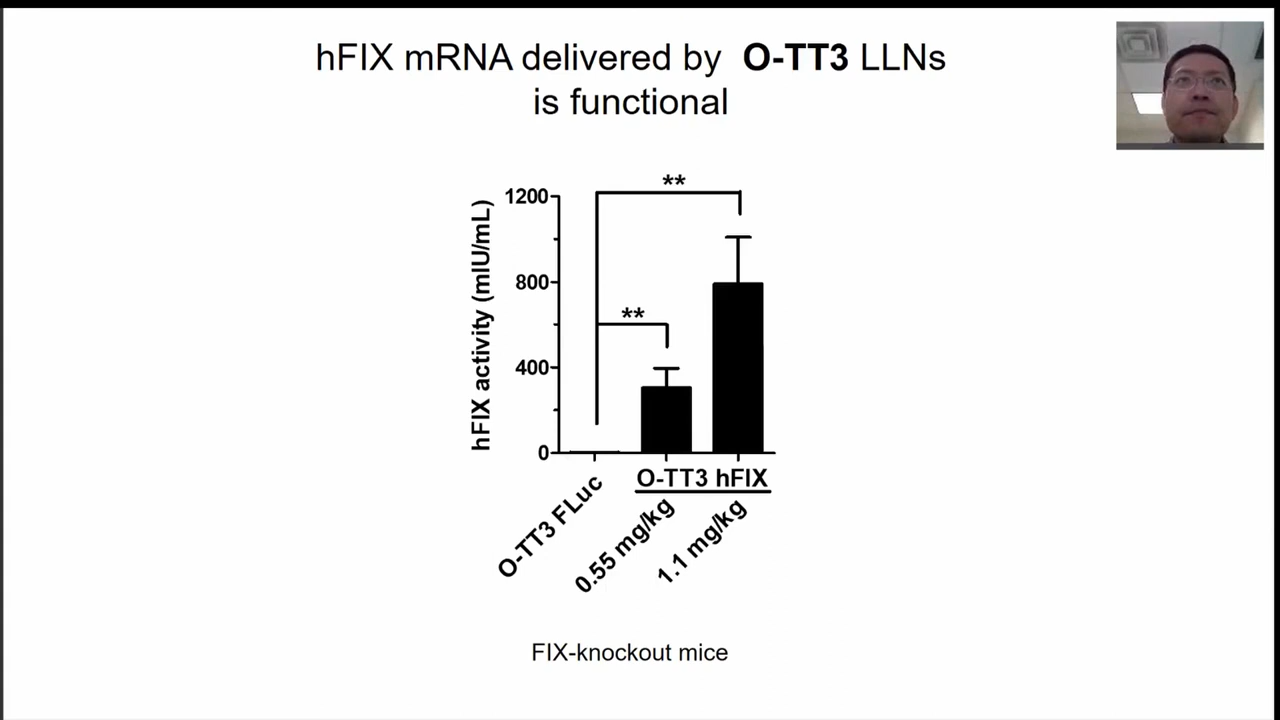 hFIX mRNA delivered by O-TT3 LLNs
is functional
**
1200
**
800
400
0
hFIX activity (mIU/mL)
O-TT3 FLuc
O-TT3 hFIX
0.55 mg/kg
1.1 mg/kg
FIX-knockout mice